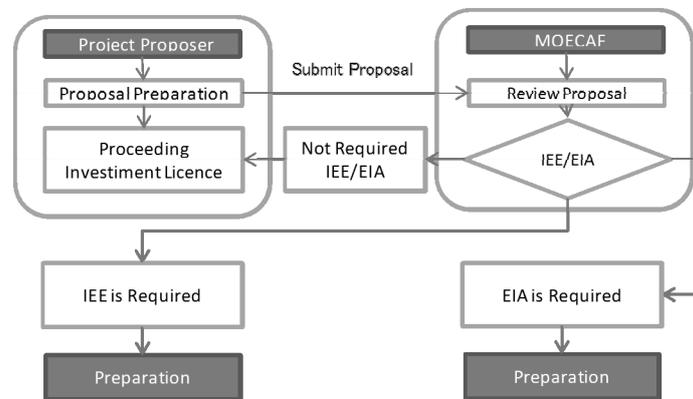 Project Proposer
MOECAF
Submit Proposal
Proposal Preparation
Review Proposal
Proceeding
Investiment Licence
Not Required
IEE/EIA
IEE/EIA
IEE is Required
EIA is Required
Preparation
Preparation